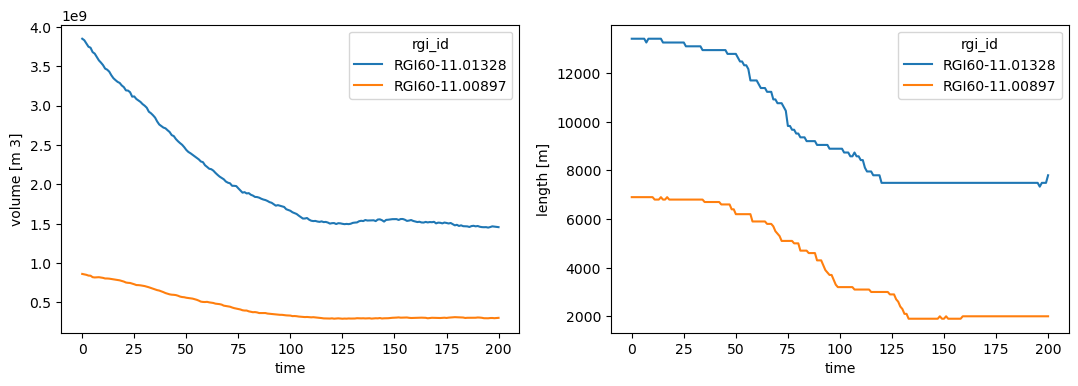 1e9
4.0
3.5
3.0
2.5
2.0
1.5
1.0
0.5
volume [m 3]
0 25 50 75 100 125 150 175 200
time
rgi_id
RGI60-11.01328
RGI60-11.00897
12000
10000
8000
6000
4000
2000
length [m]
0 25 50 75 100 125 150 175 200
time
rgi_id
RGI60-11.01328
RGI60-11.00897